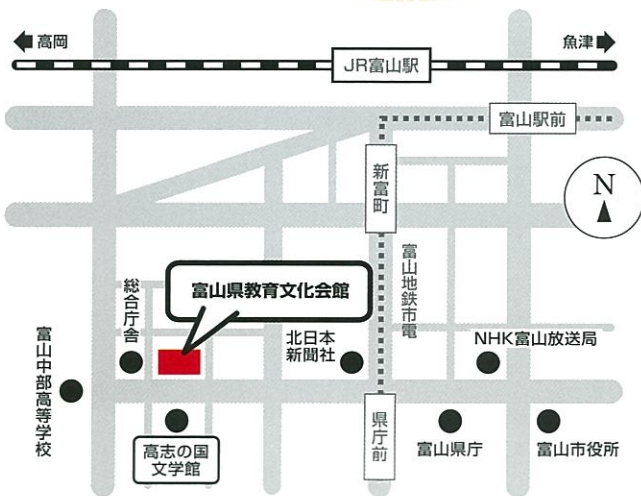 高岡
魚津
JR富山駅
富山駅前
新富町
N
富山地鉄市電
富山県教育文化会館
総合庁舎
北日本
新聞社
NHK富山放送局
富山中部高等学校
高志の国
文学館
県庁前
富山県庁
富山市役所